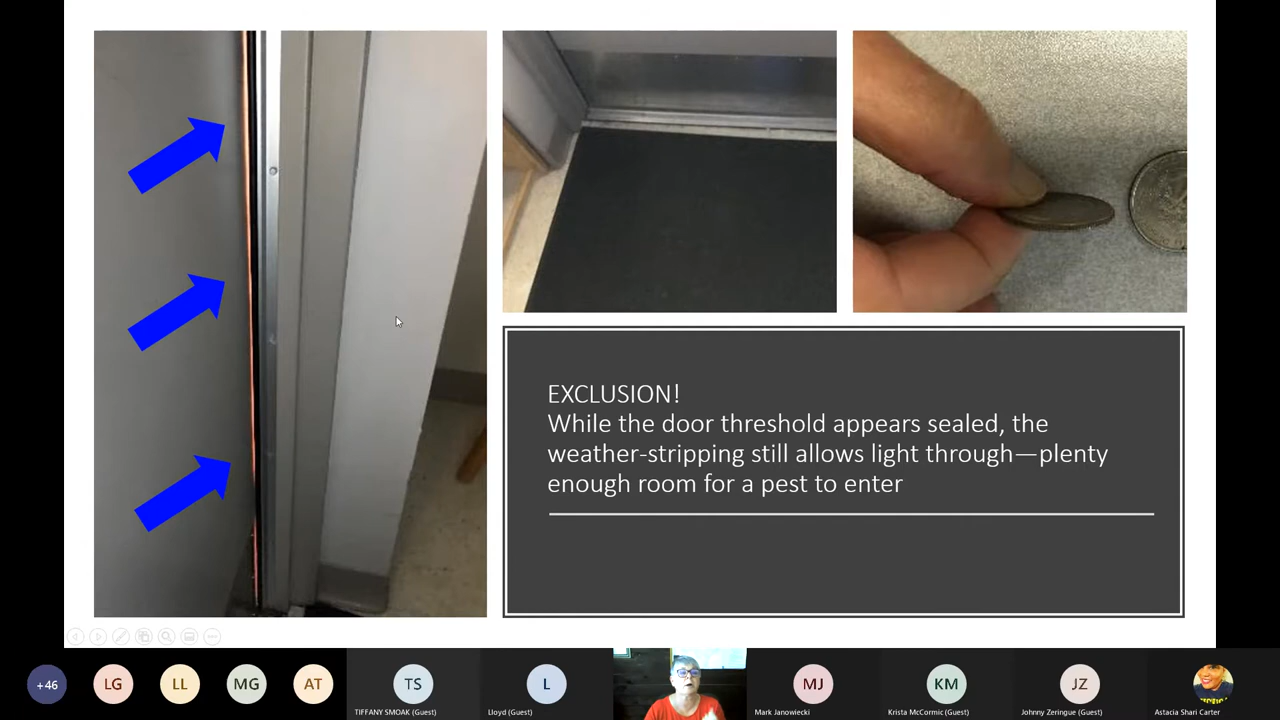 EXCLUSION!
While the door threshold appears sealed, the
weather-stripping still allows light through—plenty
enough room for a pest to enter
+46
LG
LL
MG
AT
TS
TIFFANY SMOAK (Guest)
L
Lloyd (Guest)
MJ
Mark Janowiecki
KM
Krista McCormic (Guest)
JZ
Johnny Zeringue (Guest)
Astacia Shari Carter